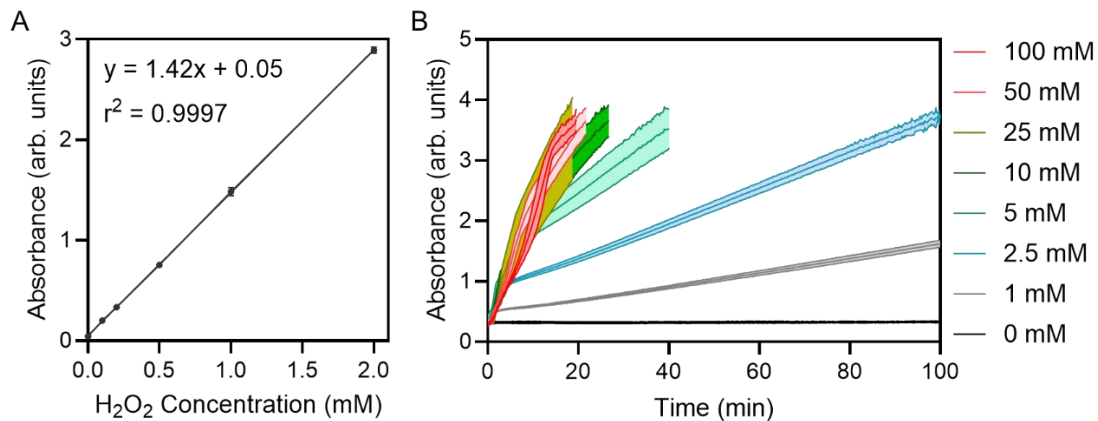 A
Absorbance (arb. units)
3
2
1
0
y = 1.42x + 0.05
r² = 0.9997
0.0 0.5 1.0 1.5 2.0
H₂O₂ Concentration (mM)
B
Absorbance (arb. units)
5
4
3
2
1
0
0 20 40 60 80 100
Time (min)
100 mM
50 mM
25 mM
10 mM
5 mM
2.5 mM
1 mM
0 mM